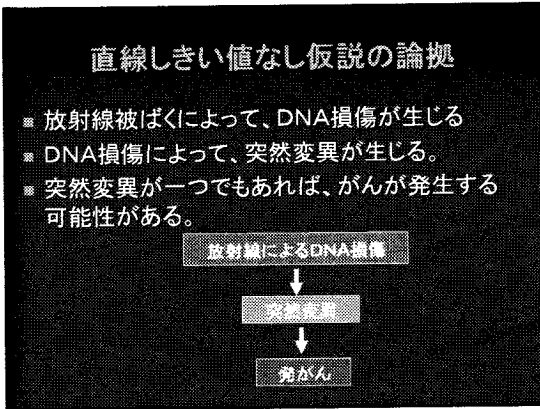 直線しきい値なし仮説の論拠
放射線被ばくによって、DNA損傷が生じる
DNA損傷によって、突然変異が生じる。
突然変異が一つでもあれば、がんが発生する
可能性がある。
放射線によるDNA損傷
突然変異
発がん